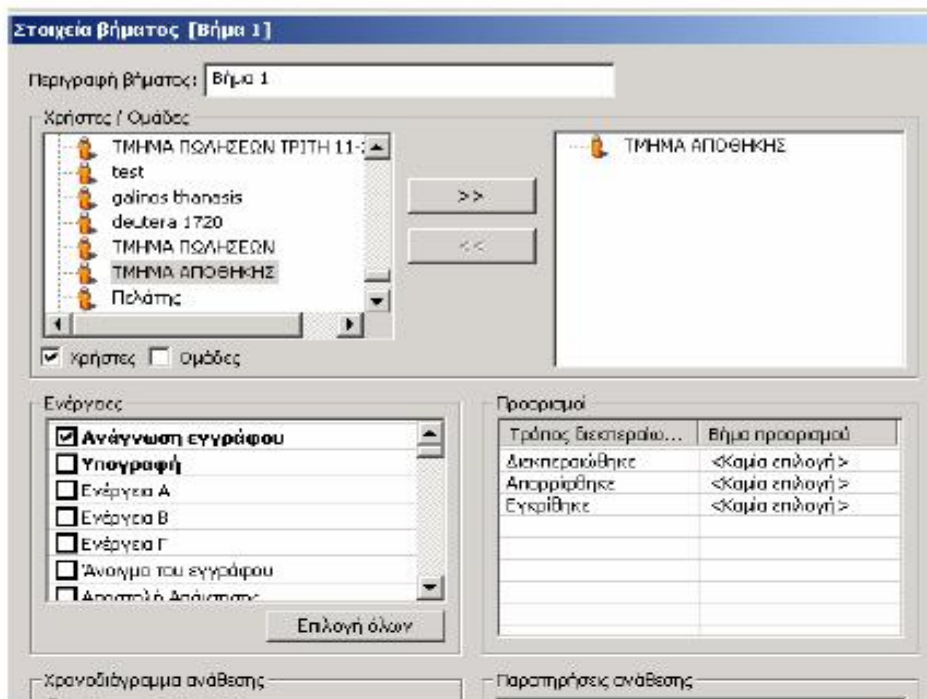 Στοιχεία βήματος [Βήμα 1]
Περιγραφή βήματος: Βήμα 1
Χρήστες / Ομάδες
ΤΜΗΜΑ ΠΩΛΗΣΕΩΝ ΤΡΙΤΗ 11-
test
galinos thanasis
deutera 1720
ΤΜΗΜΑ ΠΩΛΗΣΕΩΝ
ΤΜΗΜΑ ΑΠΟΘΗΚΗΣ
Πελάτης
>>
<<
ΤΜΗΜΑ ΑΠΟΘΗΚΗΣ
Χρήστες Ομάδες
Ενέργειες
Ανάγνωση εγγράφου
Υπογραφή
Ενέργεια Α
Ενέργεια Β
Ενέργεια Γ
Άνοιγμα του εγγράφου
Αποστολή Απάντησης
Επιλογή όλων
Προορισμοί
Τρόπος διεκπεραίω... Βήμα προορισμού
Διεκπεραιώθηκε <Καμία επιλογή>
Απορρίφθηκε <Καμία επιλογή>
Εγκρίθηκε <Καμία επιλογή>
Χρονοδιάγραμμα ανάθεσης
Παρατηρήσεις ανάθεσης